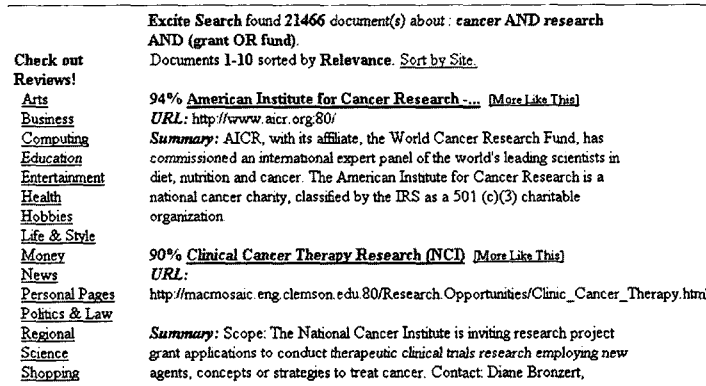 Excite Search found 21466 document(s) about : cancer AND research
AND (grant OR fund).
Documents 1-10 sorted by Relevance. Sort by Site.
Check out
Reviews!
Arts
Business
Computing
Education
Entertainment
Health
Hobbies
Life & Style
Money
News
Personal Pages
Politics & Law
Regional
Science
Shopping
94% American Institute for Cancer Research -... [More Like This]
URL: http://www.aicr.org:80/
Summary: AICR, with its affiliate, the World Cancer Research Fund, has
commissioned an international expert panel of the world's leading scientists in
diet, nutrition and cancer. The American Institute for Cancer Research is a
national cancer charity, classified by the IRS as a 501 (c)(3) charitable
organization.
90% Clinical Cancer Therapy Research (NCI) [More Like This]
URL:
http://macmosaic.eng.clemson.edu:80/Research.Opportunities/Clinic_Cancer_Therapy.html
Summary: Scope: The National Cancer Institute is inviting research project
grant applications to conduct therapeutic clinical trials research employing new
agents, concepts or strategies to treat cancer. Contact: Diane Bronzert,